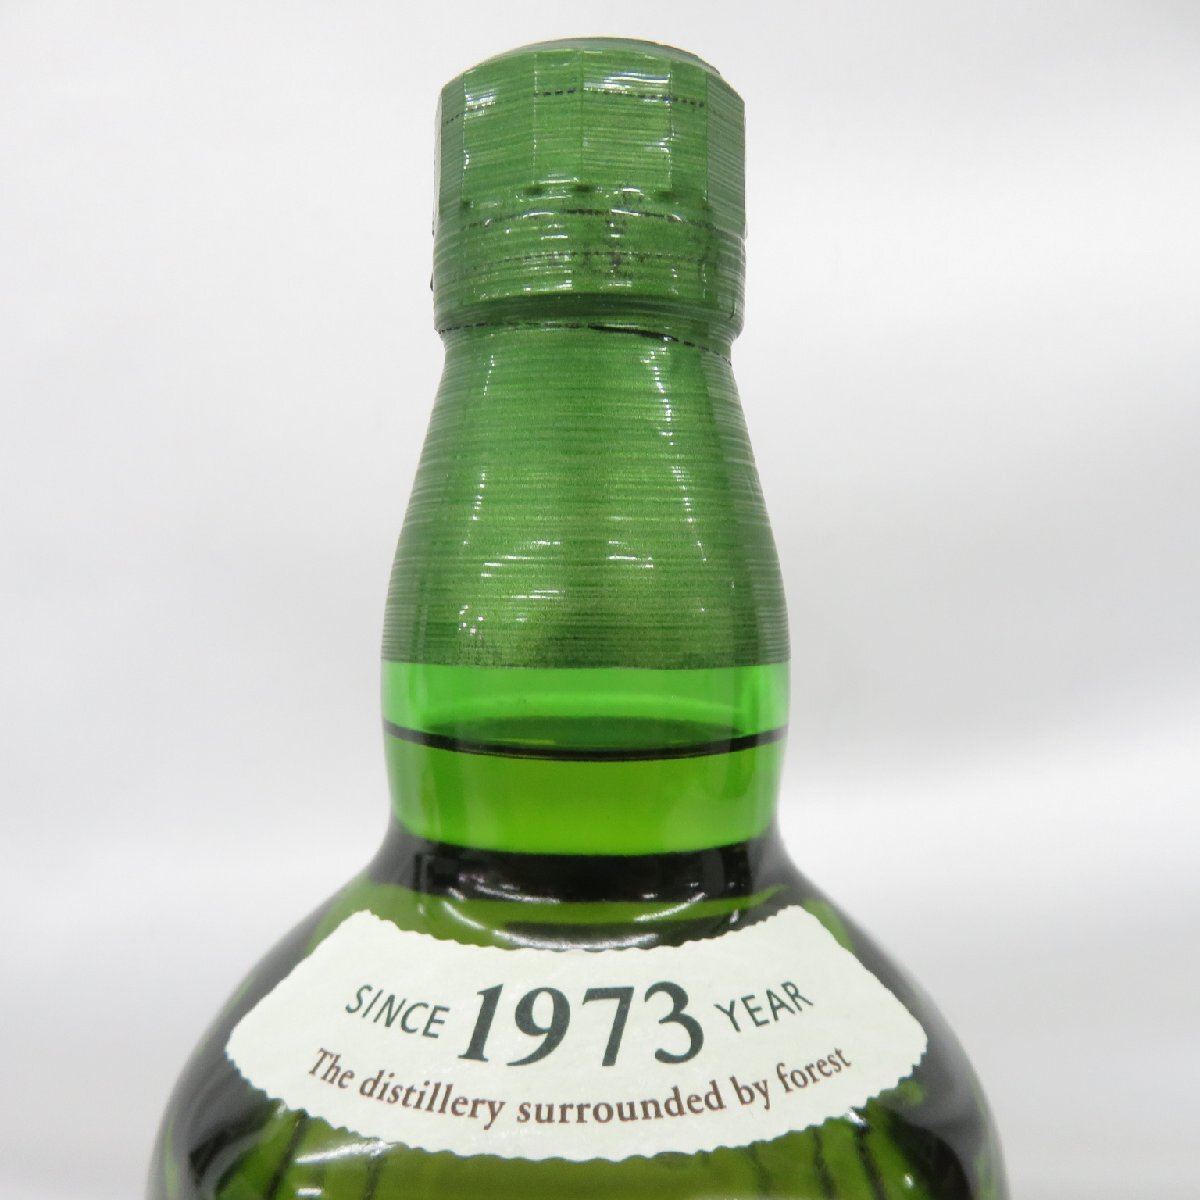 SINCE 1973 YEAR
The distillery surrounded by forest